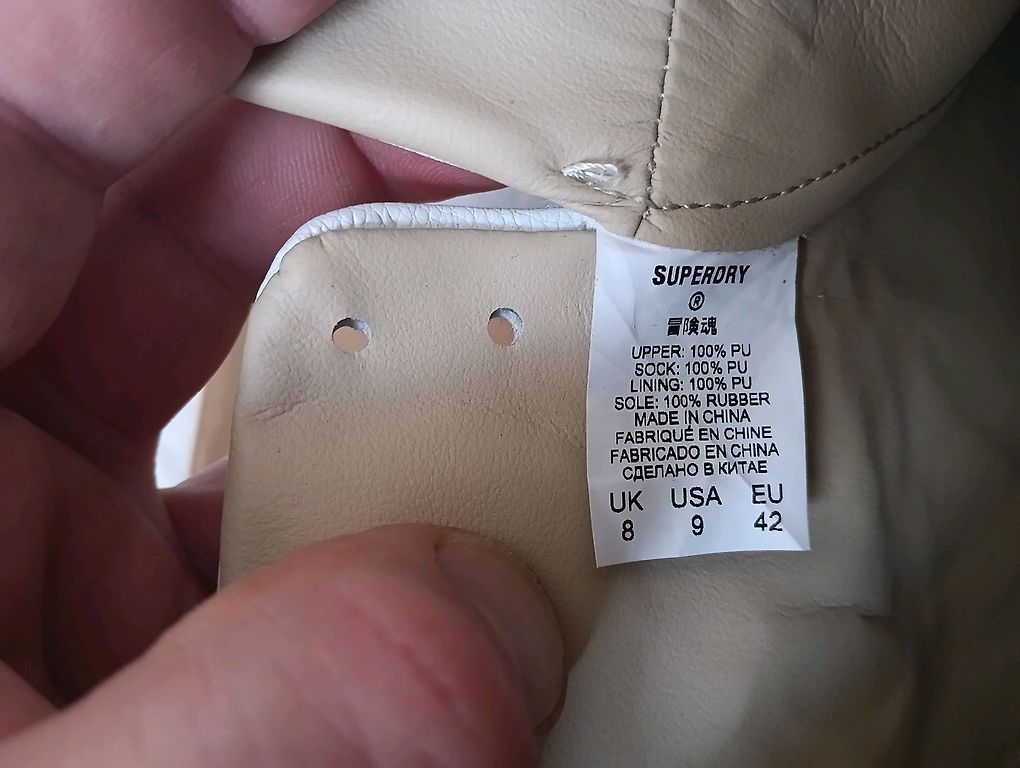 SUPERDRY
®
冒険魂
UPPER: 100% PU
SOCK: 100% PU
LINING: 100% PU
SOLE: 100% RUBBER
MADE IN CHINA
FABRIQUÉ EN CHINE
FABRICADO EN CHINA
СДЕЛАНО В КИТАЕ
UK USA EU
8 9 42